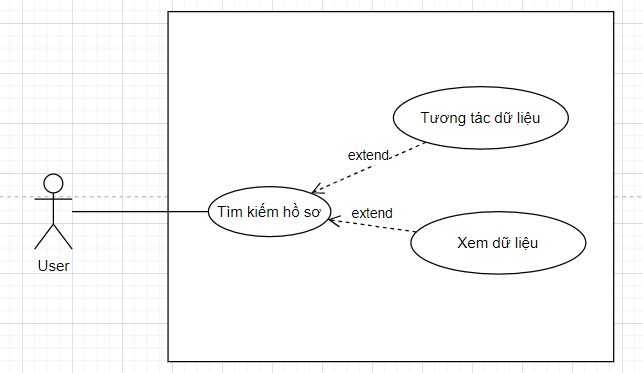 Tương tác dữ liệu
extend
Tìm kiếm hồ sơ
extend
Xem dữ liệu
User